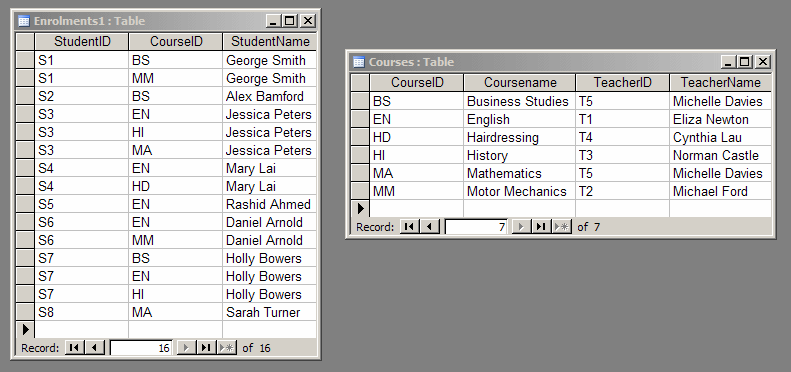 Enrolments1 : Table
StudentID CourseID StudentName
S1 BS George Smith
S1 MM George Smith
S2 BS Alex Bamford
S3 EN Jessica Peters
S3 HI Jessica Peters
S3 MA Jessica Peters
S4 EN Mary Lai
S4 HD Mary Lai
S5 EN Rashid Ahmed
S6 EN Daniel Arnold
S6 MM Daniel Arnold
S7 BS Holly Bowers
S7 EN Holly Bowers
S7 HI Holly Bowers
S8 MA Sarah Turner
Record: 16 of 16
Courses : Table
CourseID Coursename TeacherID TeacherName
BS Business Studies T5 Michelle Davies
EN English T1 Eliza Newton
HD Hairdressing T4 Cynthia Lau
HI History T3 Norman Castle
MA Mathematics T5 Michelle Davies
MM Motor Mechanics T2 Michael Ford
Record: 7 of 7